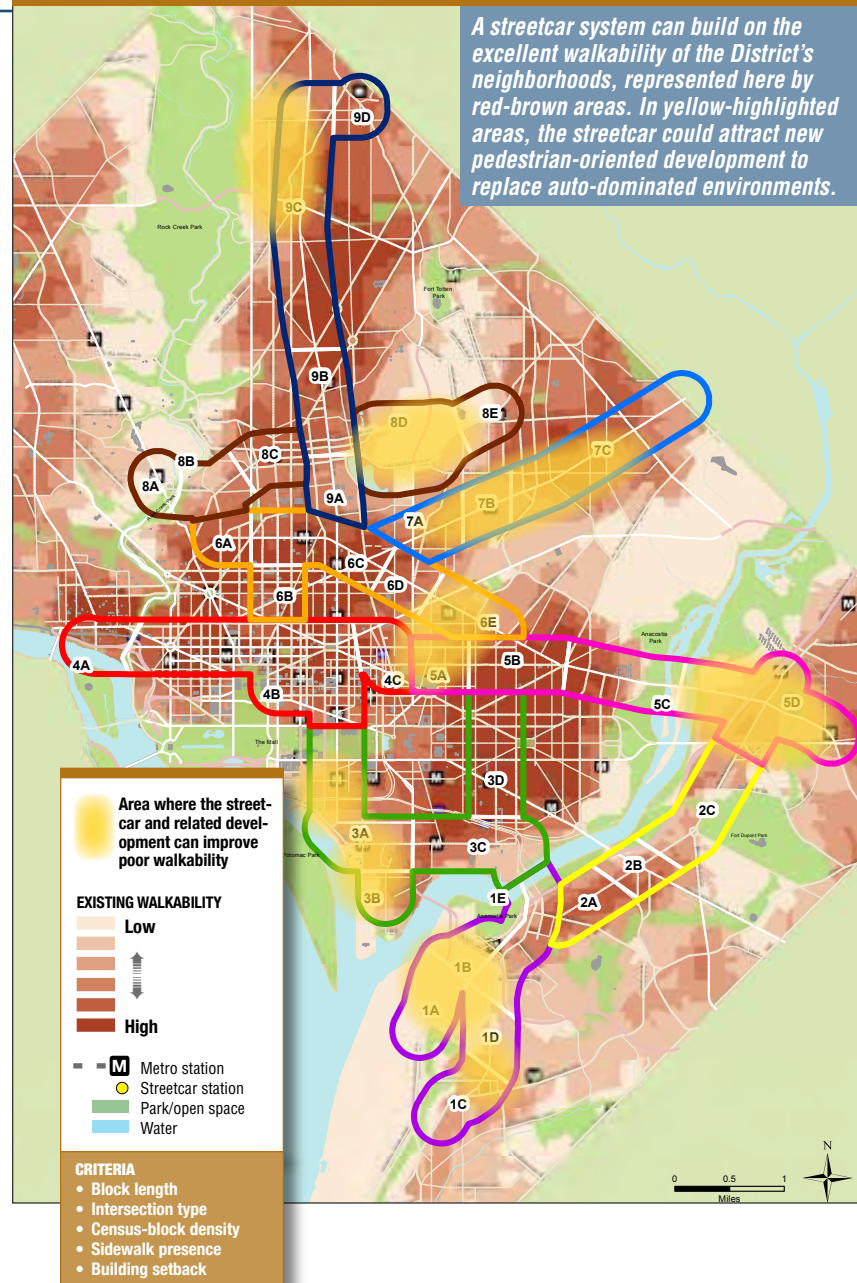 A streetcar system can build on the
excellent walkability of the District’s
neighborhoods, represented here by
red-brown areas. In yellow-highlighted
areas, the streetcar could attract new
pedestrian-oriented development to
replace auto-dominated environments.
M
9D
9C
Rock Creek Park
M
Fort Totten
Park
M
9B
M
M
8D
8E
M
8B
8C
8A
M
7C
9A
7B
7A
6A
M
6C
M
6D
6B
M
M
6E
M
Anacostia
Park
5B
4A
M
M
M
4C
5A
M
5C
5D
4B
M
M
M
The Mall
M
M
M
M
3D
M
M
2C
Fort Dupont Park
3A
M
M
3C
2B
Potomac Park
3B
1E
2A
Anacostia Park
M
1B
1A
1D
M
1C
Area where the street-
car and related devel-
opment can improve
poor walkability
EXISTING WALKABILITY
Low
High
M Metro station
Streetcar station
Park/open space
Water
CRITERIA
• Block length
• Intersection type
• Census-block density
• Sidewalk presence
• Building setback
N
0 0.5 1
Miles